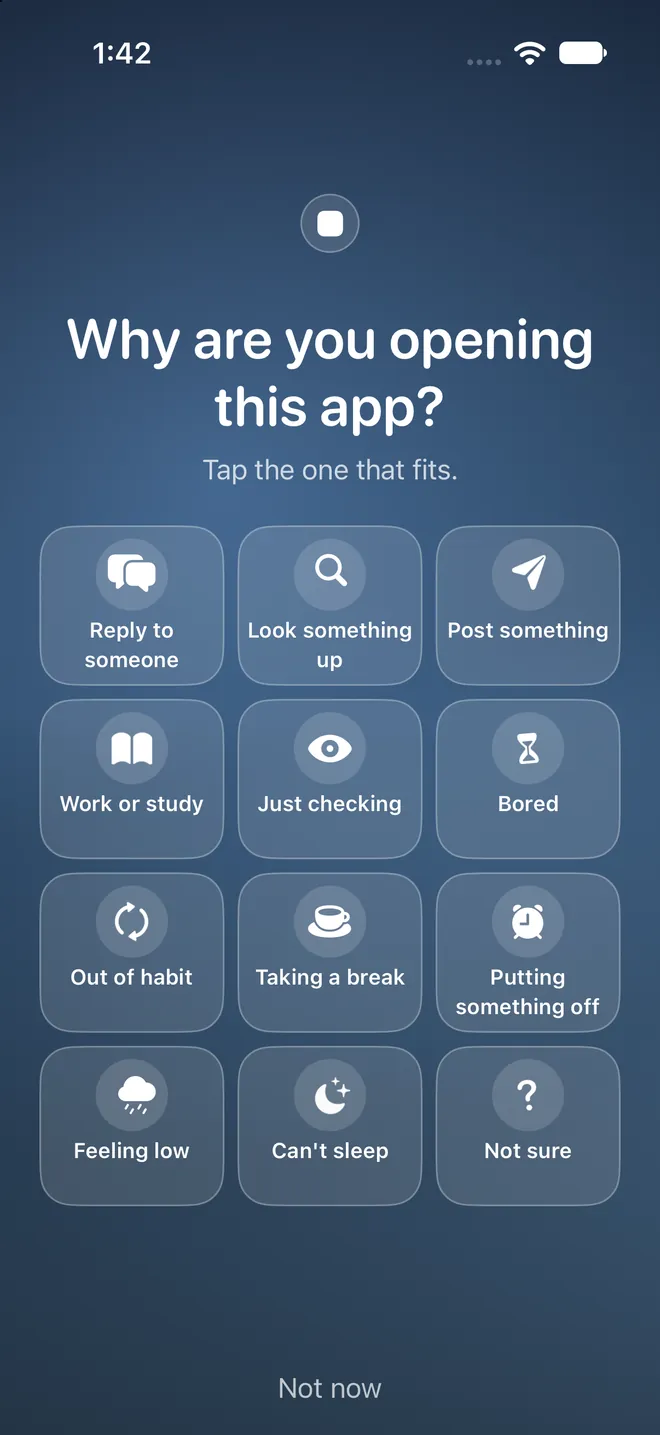 1:42
Why are you opening
this app?
Tap the one that fits.
Reply to
someone
Look something
up
Post something
Work or study
Just checking
Bored
Out of habit
Taking a break
Putting
something off
Feeling low
Can't sleep
?
Not sure
Not now